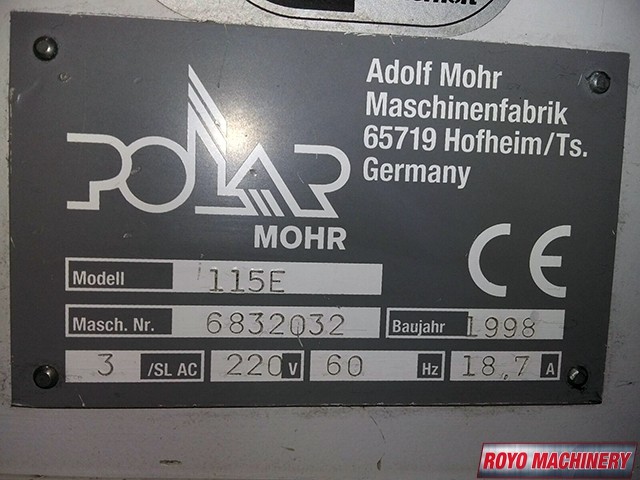 Adolf Mohr
Maschinenfabrik
65719 Hofheim/Ts.
Germany
POLAR
MOHR
CE
Modell 115E
Masch. Nr. 6832032 Baujahr 1998
3 /SL AC 220 V 60 Hz 18,7 A
ROYO MACHINERY